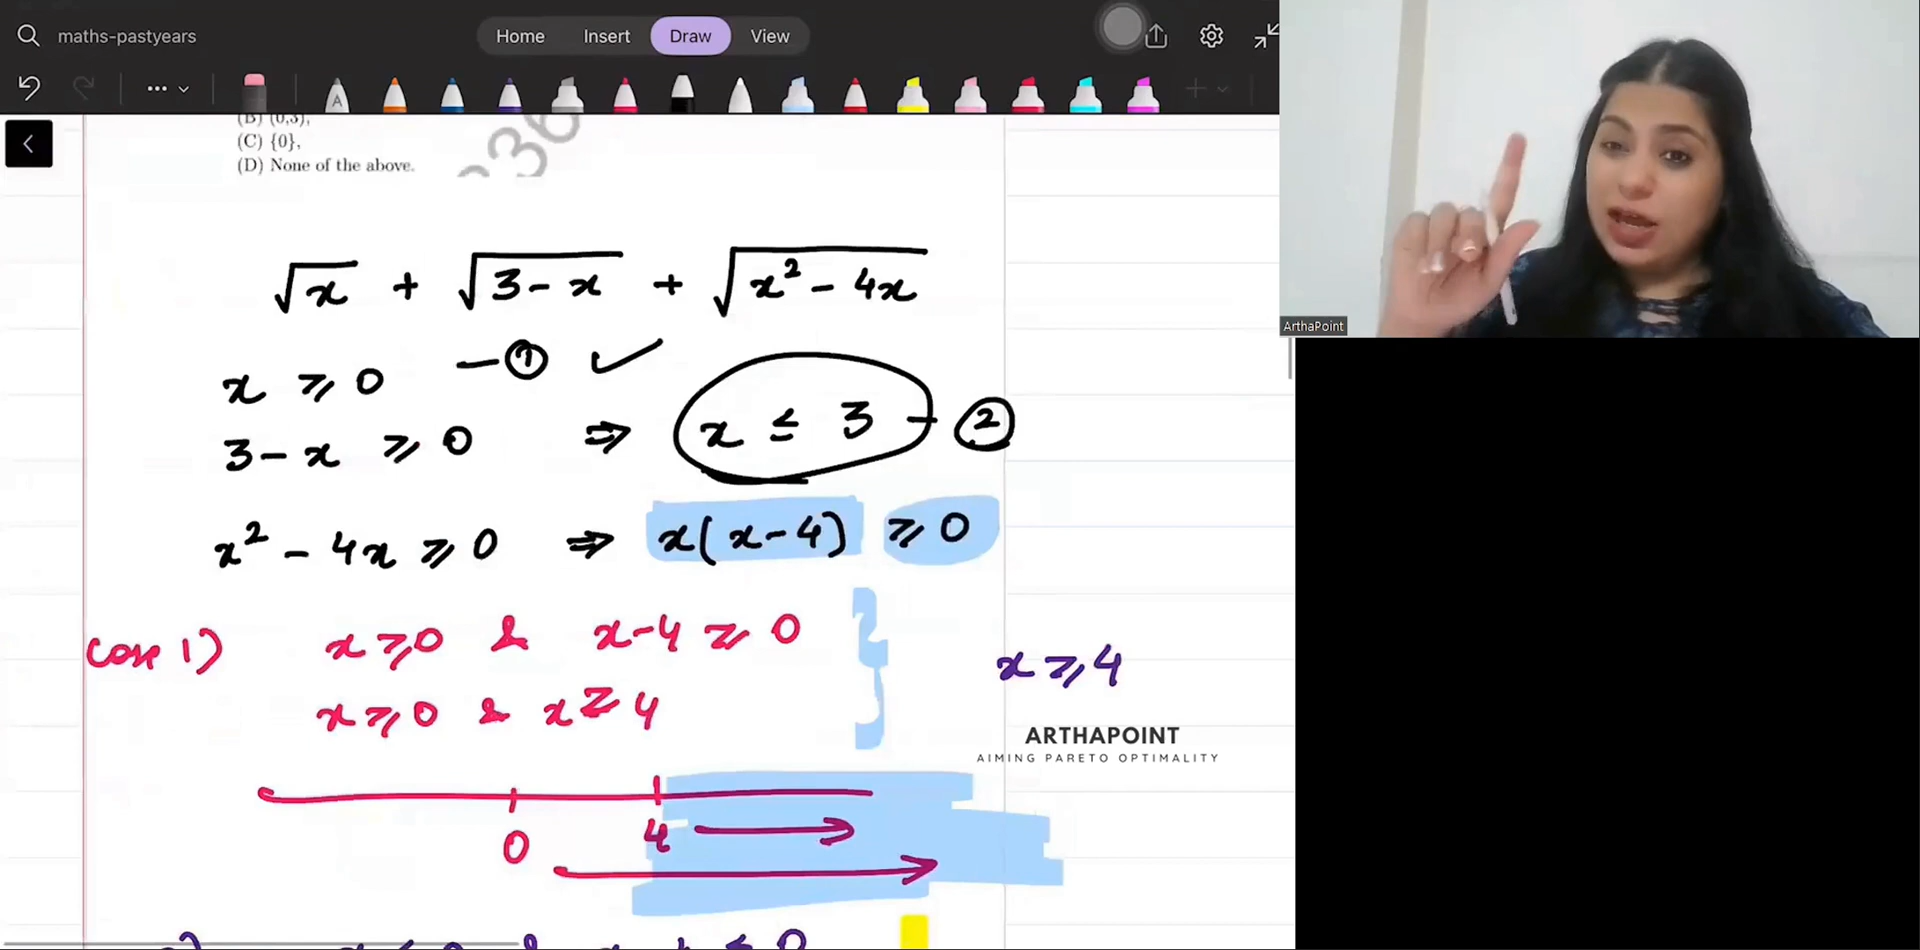 maths-pastyears
Home Insert Draw View
(B) (0,3),
(C) {0},
(D) None of the above.
√x + √(3-x) + √(x² - 4x)
x ≥ 0 — ① ✓
3 - x ≥ 0 ⇒ x ≤ 3 - ②
x² - 4x ≥ 0 ⇒ x(x-4) ≥ 0
Case 1) x ≥ 0 & x-4 ≥ 0
x ≥ 0 & x ≥ 4
x ≥ 4
0 4
ARTHAPOINT
AIMING PARETO OPTIMALITY
ArthaPoint